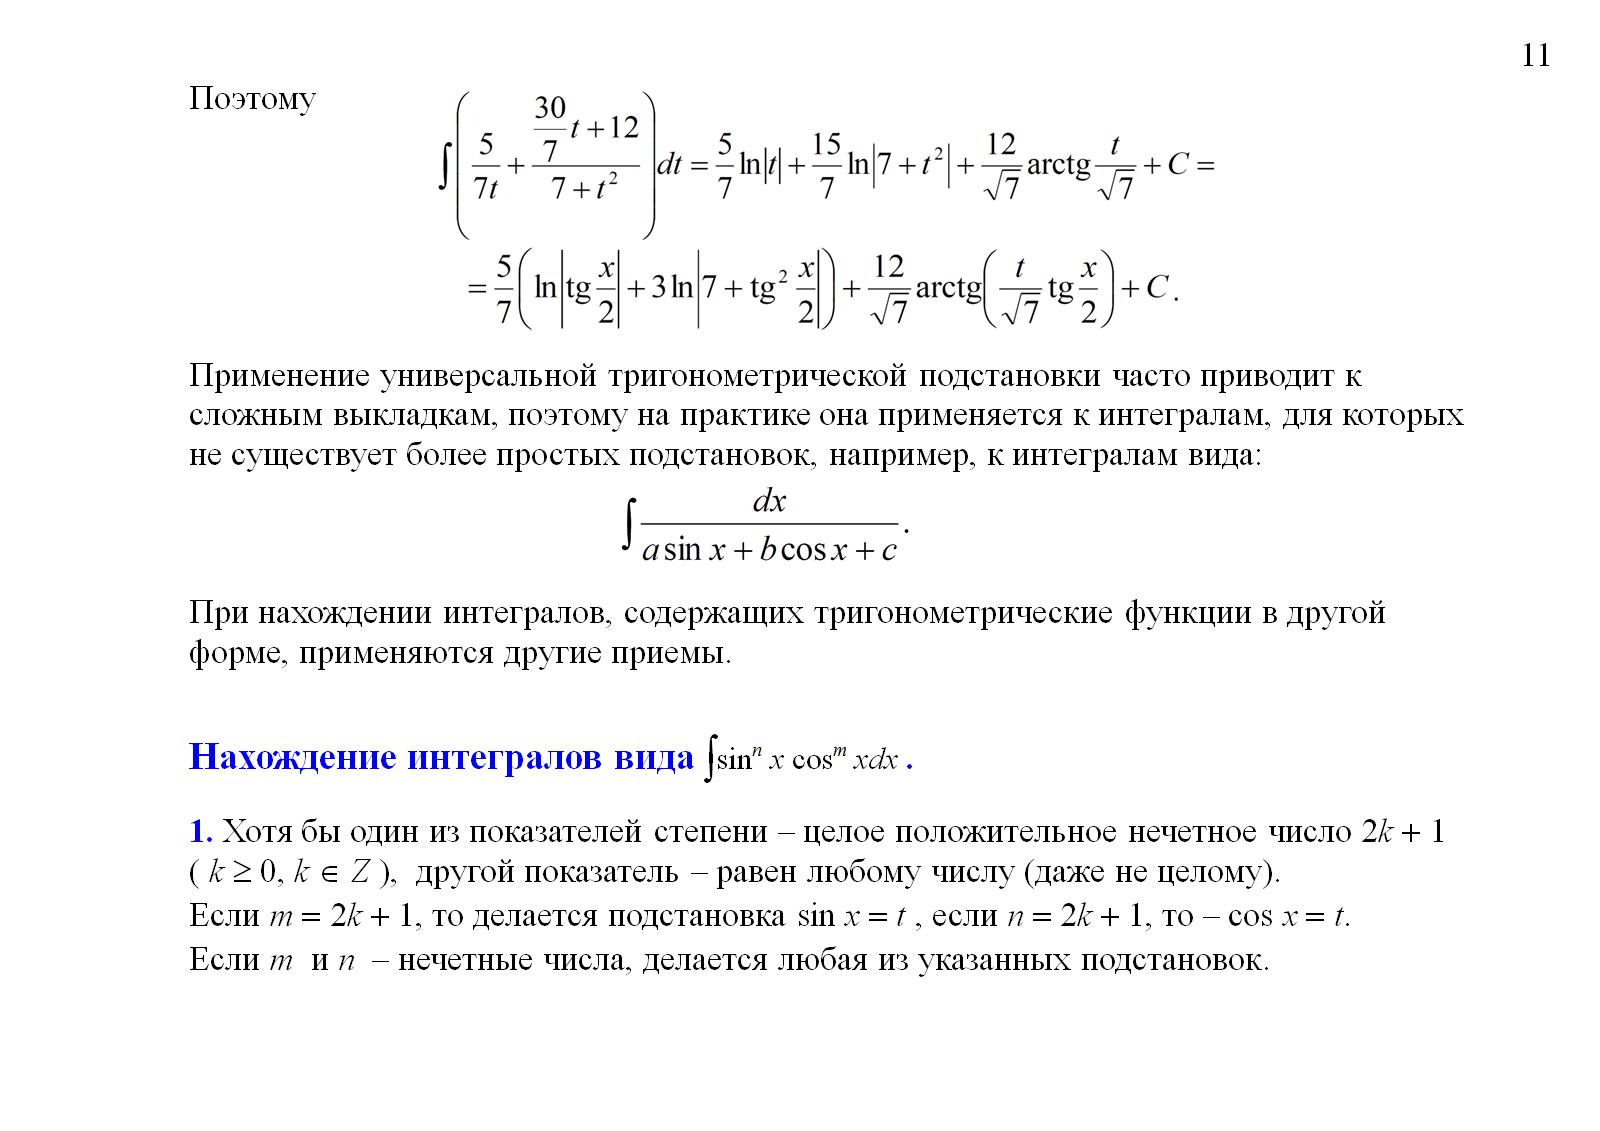 11
Поэтому
∫(5/(7t) + (30/7 t + 12)/(7 + t²))dt = 5/7 ln|t| + 15/7 ln|7 + t²| + 12/√7 arctg t/√7 + C =
= 5/7 (ln|tg x/2| + 3 ln|7 + tg² x/2|) + 12/√7 arctg(t/√7 tg x/2) + C.
Применение универсальной тригонометрической подстановки часто приводит к
сложным выкладкам, поэтому на практике она применяется к интегралам, для которых
не существует более простых подстановок, например, к интегралам вида:
∫ dx/(a sin x + b cos x + c).
При нахождении интегралов, содержащих тригонометрические функции в другой
форме, применяются другие приемы.
Нахождение интегралов вида ∫sinⁿ x cosᵐ xdx .
1. Хотя бы один из показателей степени – целое положительное нечетное число 2k + 1
( k ≥ 0, k ∈ Z ), другой показатель – равен любому числу (даже не целому).
Если m = 2k + 1, то делается подстановка sin x = t , если n = 2k + 1, то – cos x = t.
Если m и n – нечетные числа, делается любая из указанных подстановок.